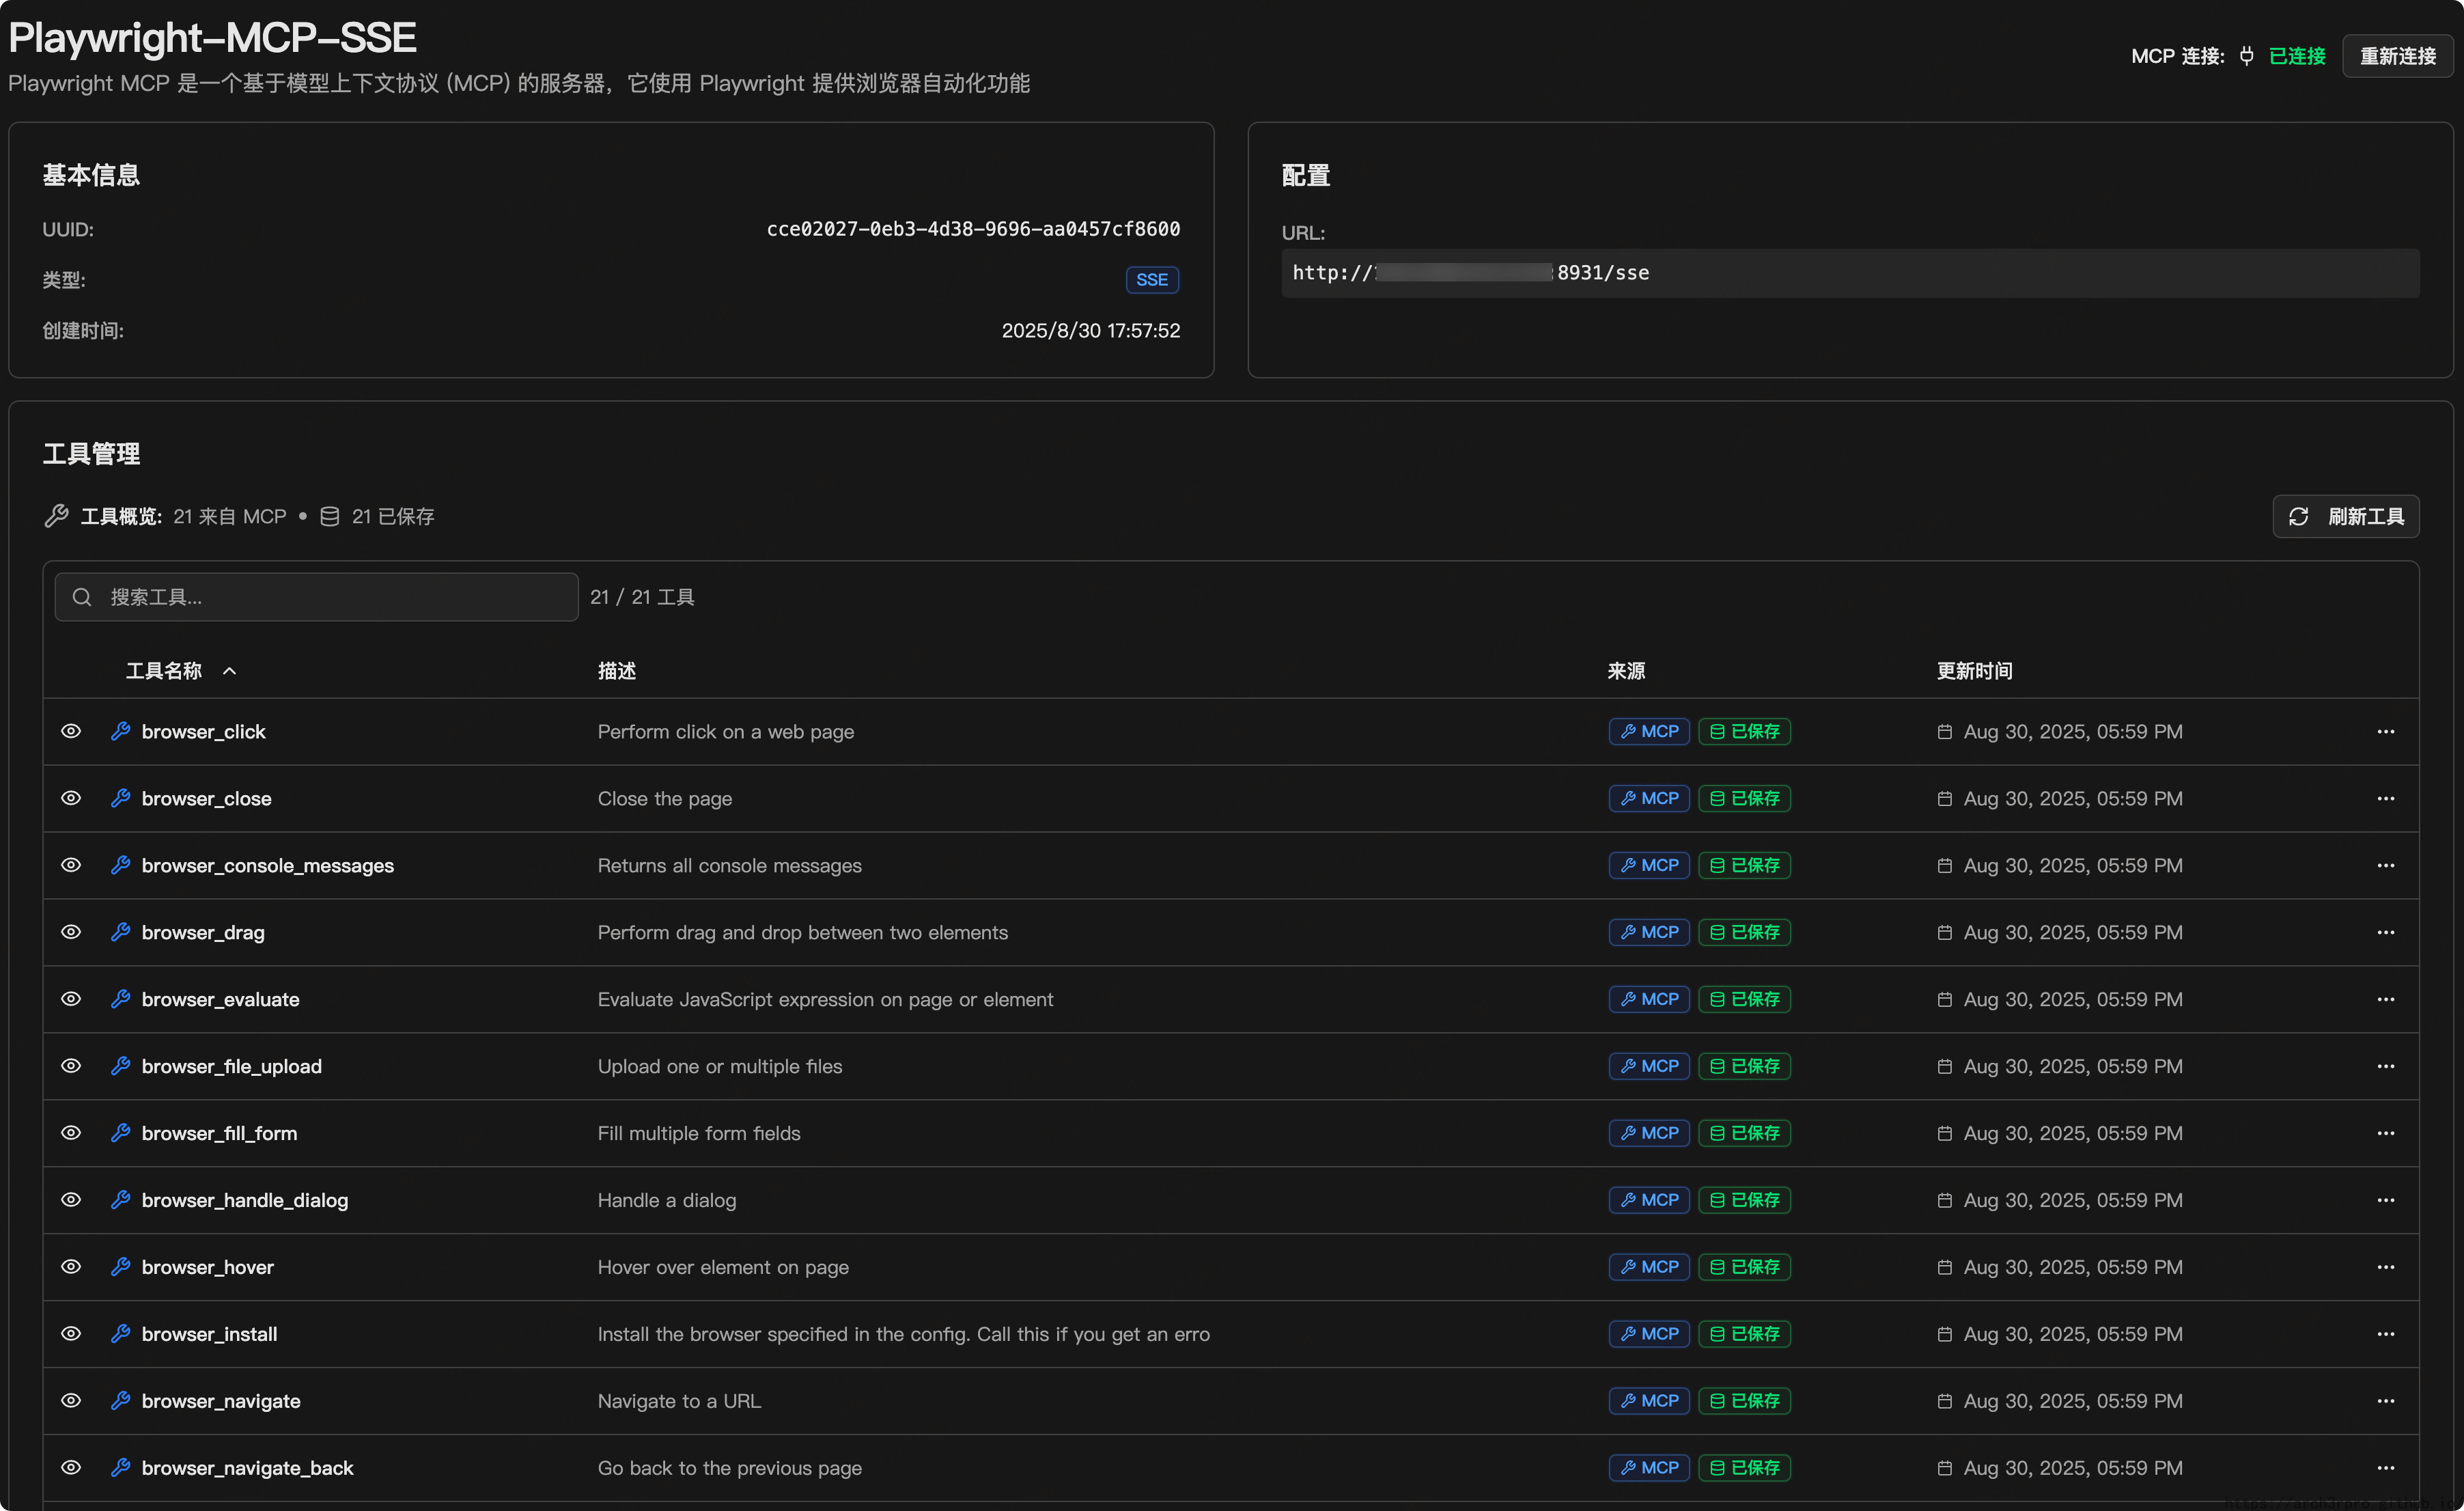 Playwright-MCP-SSE
Playwright MCP 是一个基于模型上下文协议 (MCP) 的服务器，它使用 Playwright 提供浏览器自动化功能
MCP 连接: 已连接 重新连接
基本信息
UUID: cce02027-0eb3-4d38-9696-aa0457cf8600
类型: SSE
创建时间: 2025/8/30 17:57:52
配置
URL:
http:// :8931/sse
工具管理
工具概览: 21 来自 MCP • 21 已保存 刷新工具
搜索工具... 21 / 21 工具
工具名称 描述 来源 更新时间
browser_click Perform click on a web page MCP 已保存 Aug 30, 2025, 05:59 PM
browser_close Close the page MCP 已保存 Aug 30, 2025, 05:59 PM
browser_console_messages Returns all console messages MCP 已保存 Aug 30, 2025, 05:59 PM
browser_drag Perform drag and drop between two elements MCP 已保存 Aug 30, 2025, 05:59 PM
browser_evaluate Evaluate JavaScript expression on page or element MCP 已保存 Aug 30, 2025, 05:59 PM
browser_file_upload Upload one or multiple files MCP 已保存 Aug 30, 2025, 05:59 PM
browser_fill_form Fill multiple form fields MCP 已保存 Aug 30, 2025, 05:59 PM
browser_handle_dialog Handle a dialog MCP 已保存 Aug 30, 2025, 05:59 PM
browser_hover Hover over element on page MCP 已保存 Aug 30, 2025, 05:59 PM
browser_install Install the browser specified in the config. Call this if you get an erro MCP 已保存 Aug 30, 2025, 05:59 PM
browser_navigate Navigate to a URL MCP 已保存 Aug 30, 2025, 05:59 PM
browser_navigate_back Go back to the previous page MCP 已保存 Aug 30, 2025, 05:59 PM